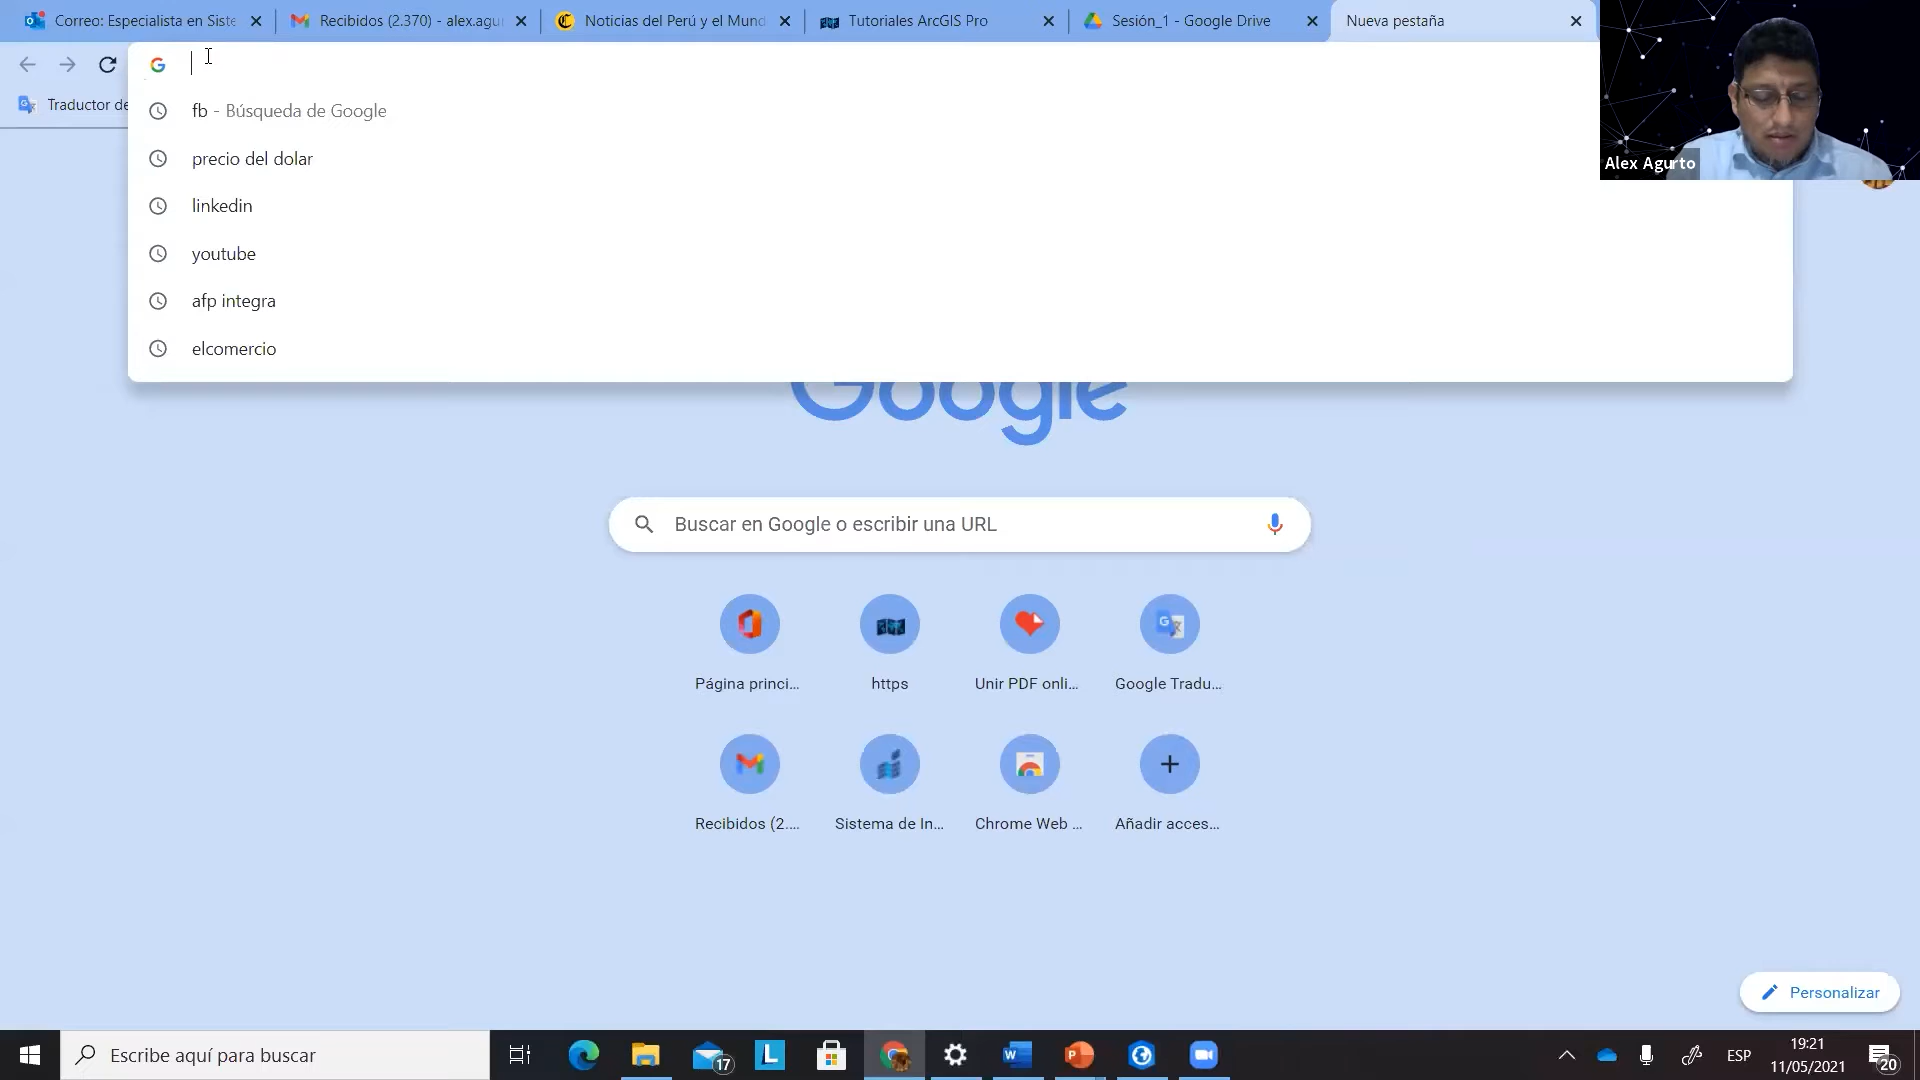 Correo: Especialista en Siste
Recibidos (2.370) - alex.agur
Noticias del Perú y el Mund
Tutoriales ArcGIS Pro
Sesión_1 - Google Drive
Nueva pestaña
Traductor de
fb - Búsqueda de Google
precio del dolar
linkedin
youtube
afp integra
elcomercio
Alex Agurto
Google
Buscar en Google o escribir una URL
Página princi...
https
Unir PDF onli...
Google Tradu...
Recibidos (2....
Sistema de In...
Chrome Web ...
Añadir acces...
Personalizar
Escribe aquí para buscar
17
ESP
19:21
11/05/2021
20